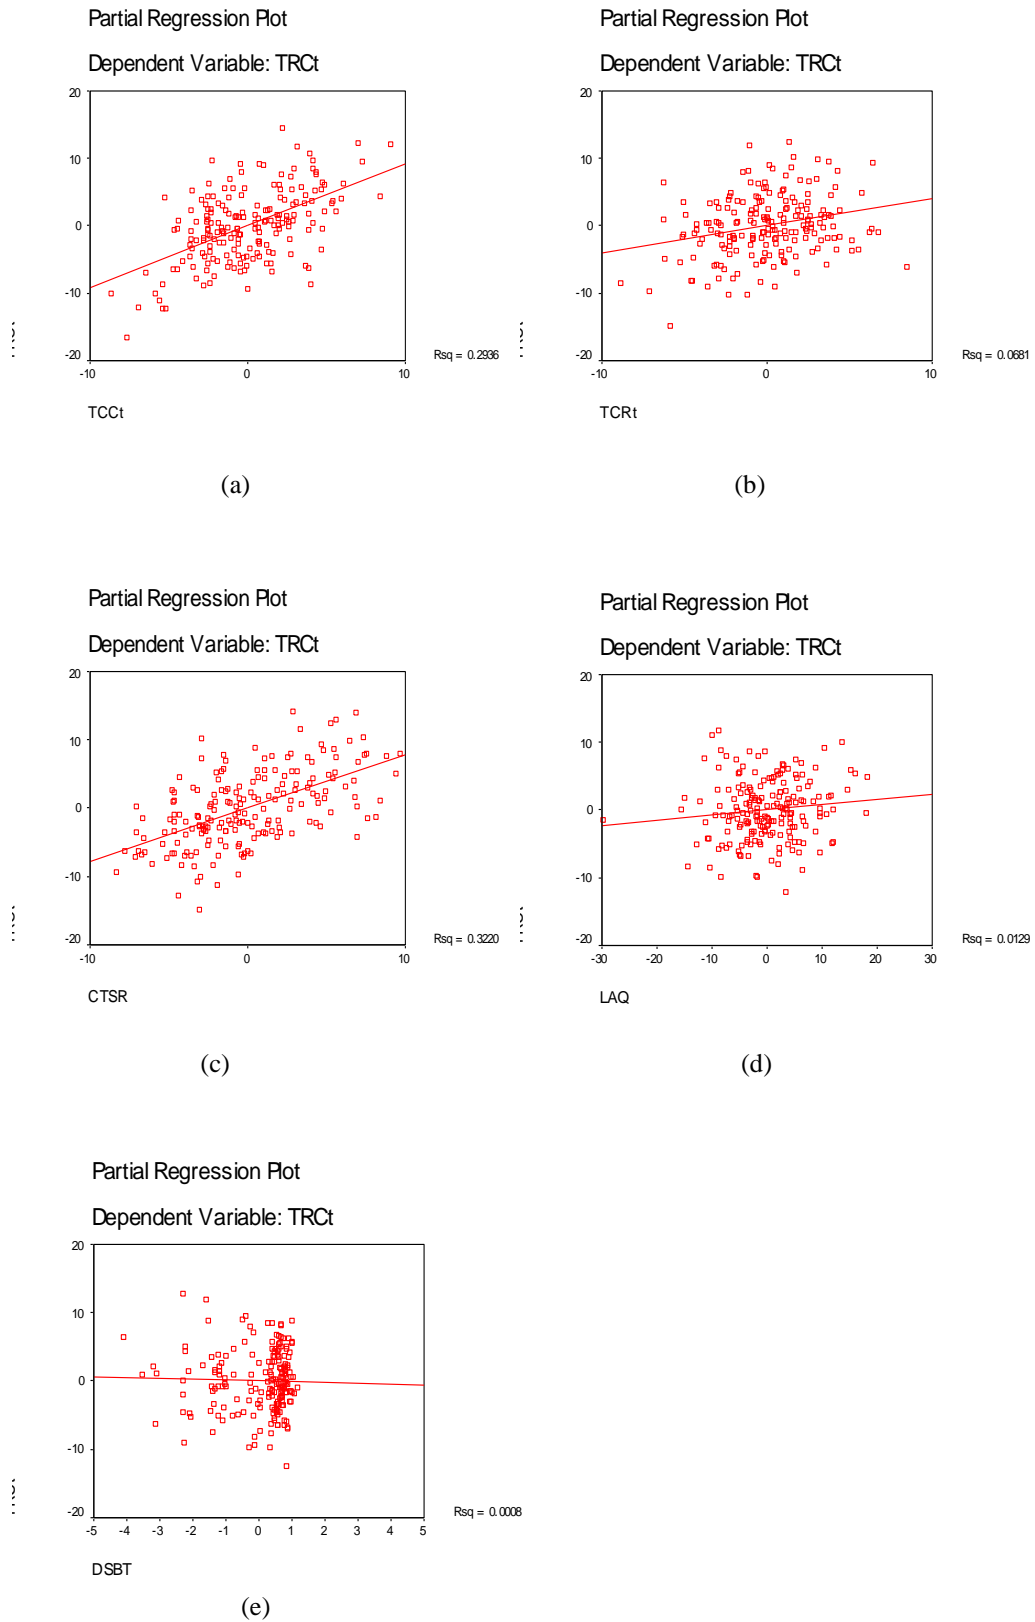 Partial Regression Plot
Dependent Variable: TRCt
20
10
0
-10
-20
-10
0
10
Rsq = 0.2936
TCCt
(a)
Partial Regression Plot
Dependent Variable: TRCt
20
10
0
-10
-20
-10
0
10
Rsq = 0.0681
TCRt
(b)
Partial Regression Plot
Dependent Variable: TRCt
20
10
0
-10
-20
-10
0
10
Rsq = 0.3220
CTSR
(c)
Partial Regression Plot
Dependent Variable: TRCt
20
10
0
-10
-20
-30
-20
-10
0
10
20
30
Rsq = 0.0129
LAQ
(d)
Partial Regression Plot
Dependent Variable: TRCt
20
10
0
-10
-20
-5
-4
-3
-2
-1
0
1
2
3
4
5
Rsq = 0.0008
DSBT
(e)